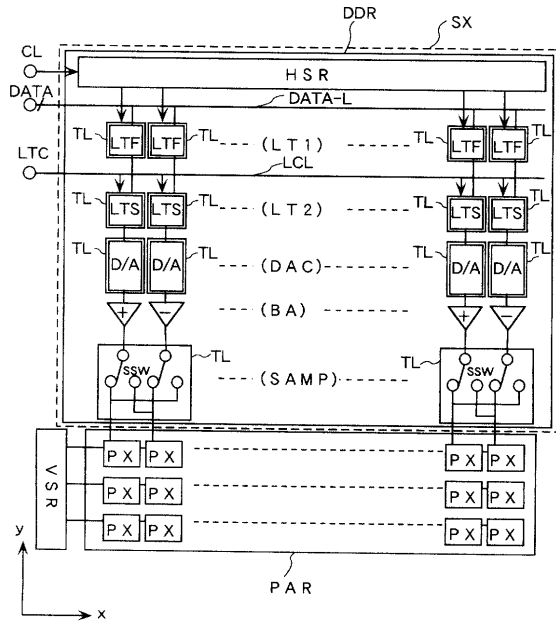 DDR SX
CL
HSR
DATA
DATA-L
TL LTF LTF TL (LT1) TL LTF LTF TL
LTC
LCL
TL LTS LTS TL (LT2) TL LTS LTS TL
TL D/A D/A TL (DAC) TL D/A D/A TL
+ − (BA) + −
SSW TL (SAMP) TL SSW
VSR
PX PX PX PX
PX PX PX PX
PX PX PX PX
PAR
y
x